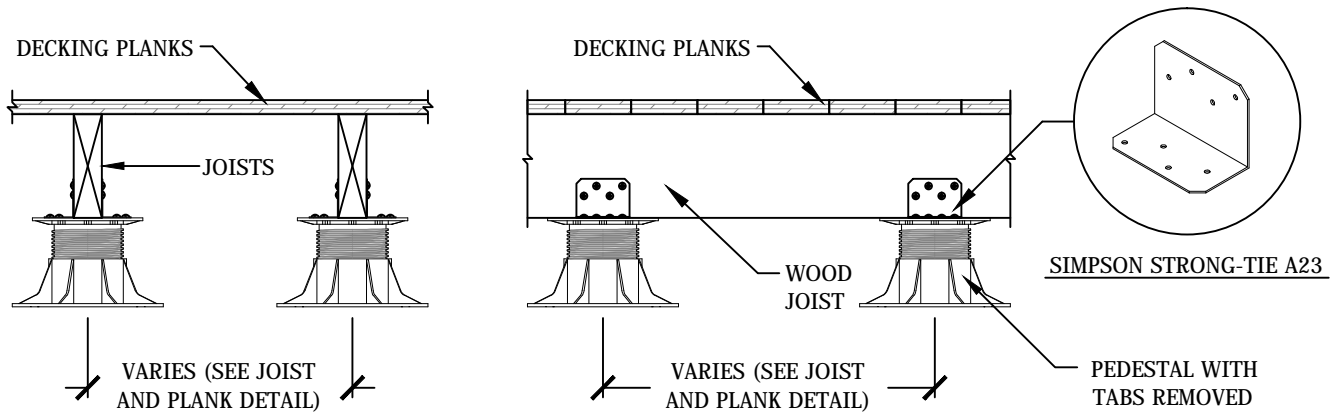 DECKING PLANKS
JOISTS
VARIES (SEE JOIST
AND PLANK DETAIL)
DECKING PLANKS
WOOD
JOIST
VARIES (SEE JOIST
AND PLANK DETAIL)
SIMPSON STRONG-TIE A23
PEDESTAL WITH
TABS REMOVED